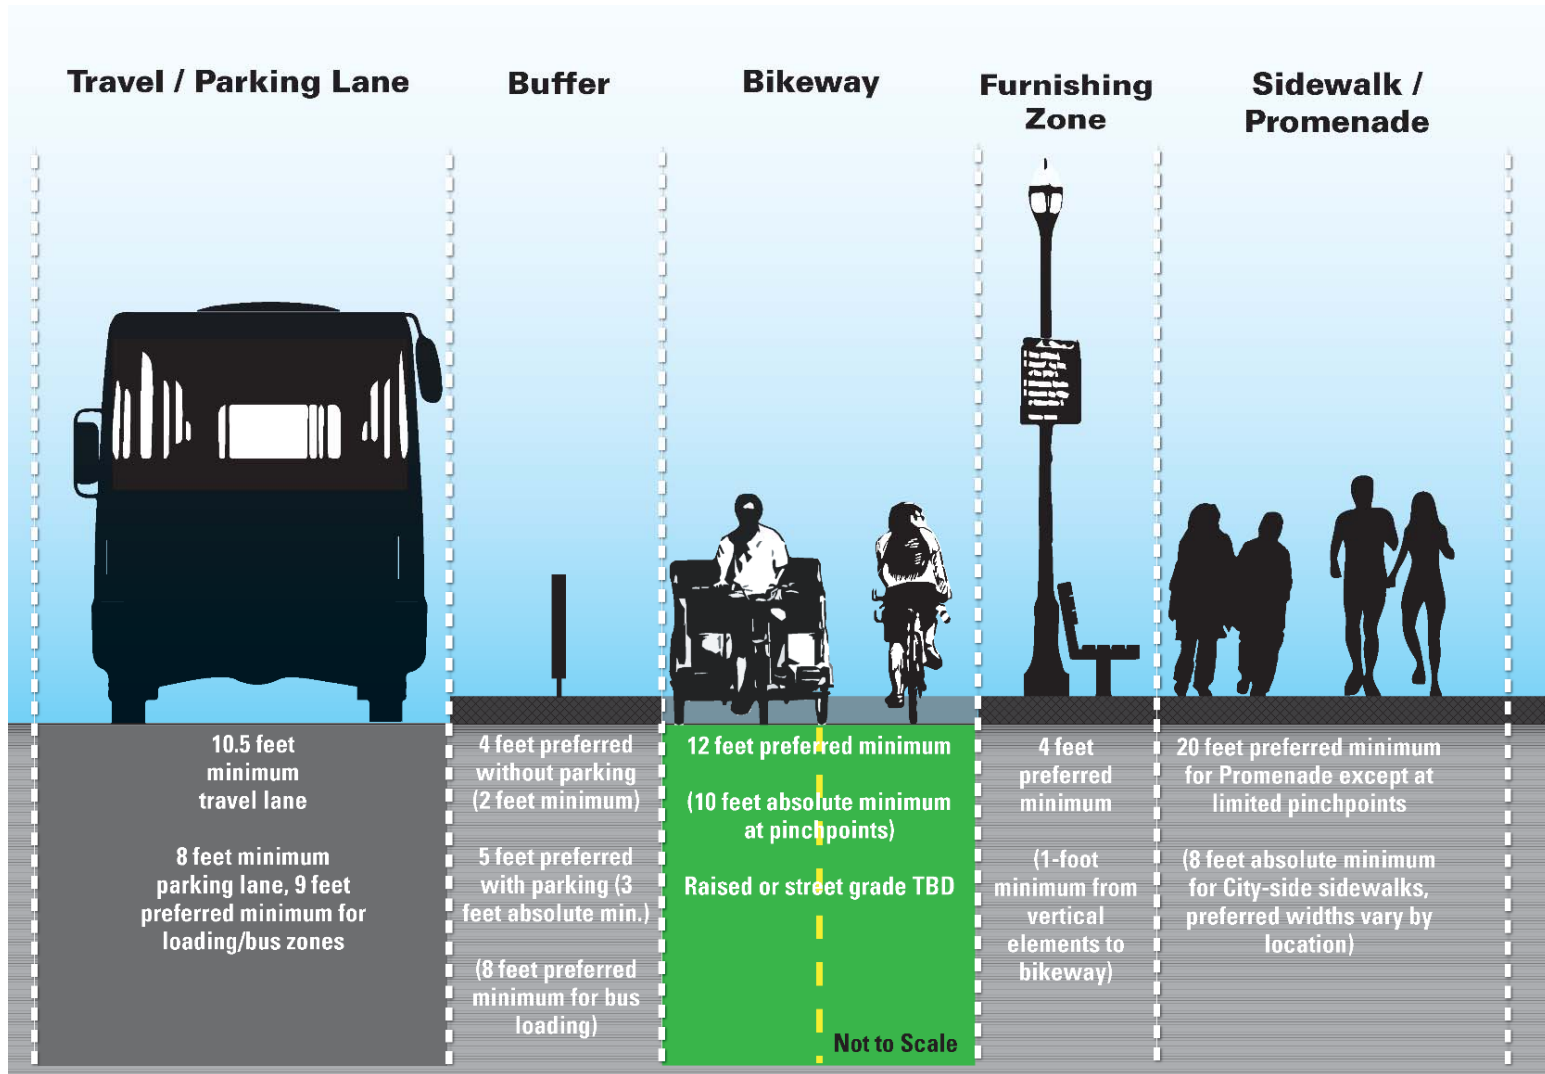 Travel / Parking Lane
Buffer
Bikeway
Furnishing
Zone
Sidewalk /
Promenade
10.5 feet
minimum
travel lane
8 feet minimum
parking lane, 9 feet
preferred minimum for
loading/bus zones
4 feet preferred
without parking
(2 feet minimum)
5 feet preferred
with parking (3
feet absolute min.)
(8 feet preferred
minimum for bus
loading)
12 feet preferred minimum
(10 feet absolute minimum
at pinchpoints)
Raised or street grade TBD
Not to Scale
4 feet
preferred
minimum
(1-foot
minimum from
vertical
elements to
bikeway)
20 feet preferred minimum
for Promenade except at
limited pinchpoints
(8 feet absolute minimum
for City-side sidewalks,
preferred widths vary by
location)